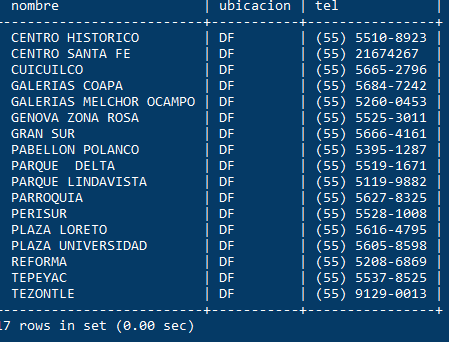 nombre | ubicacion | tel
-------------------------+-----------+----------------+
CENTRO HISTORICO | DF | (55) 5510-8923 |
CENTRO SANTA FE | DF | (55) 21674267 |
CUICUILCO | DF | (55) 5665-2796 |
GALERIAS COAPA | DF | (55) 5684-7242 |
GALERIAS MELCHOR OCAMPO | DF | (55) 5260-0453 |
GENOVA ZONA ROSA | DF | (55) 5525-3011 |
GRAN SUR | DF | (55) 5666-4161 |
PABELLON POLANCO | DF | (55) 5395-1287 |
PARQUE  DELTA | DF | (55) 5519-1671 |
PARQUE LINDAVISTA | DF | (55) 5119-9882 |
PARROQUIA | DF | (55) 5627-8325 |
PERISUR | DF | (55) 5528-1008 |
PLAZA LORETO | DF | (55) 5616-4795 |
PLAZA UNIVERSIDAD | DF | (55) 5605-8598 |
REFORMA | DF | (55) 5208-6869 |
TEPEYAC | DF | (55) 5537-8525 |
TEZONTLE | DF | (55) 9129-0013 |
-------------------------+-----------+----------------+
17 rows in set (0.00 sec)